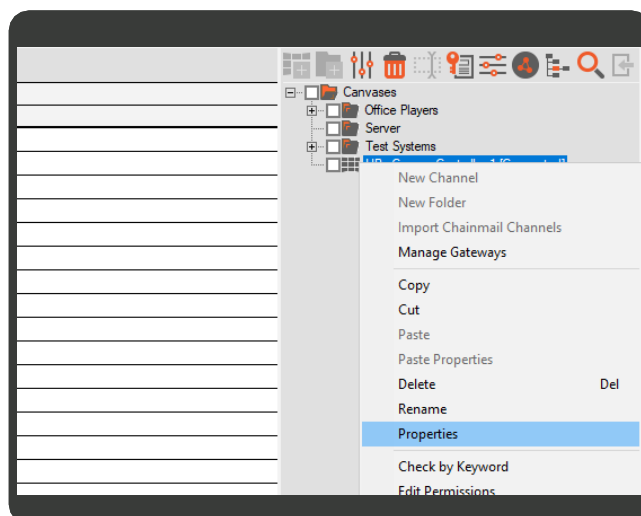 Canvases
Office Players
Server
Test Systems
New Channel
New Folder
Import Chainmail Channels
Manage Gateways
Copy
Cut
Paste
Paste Properties
Delete Del
Rename
Properties
Check by Keyword
Edit Permissions